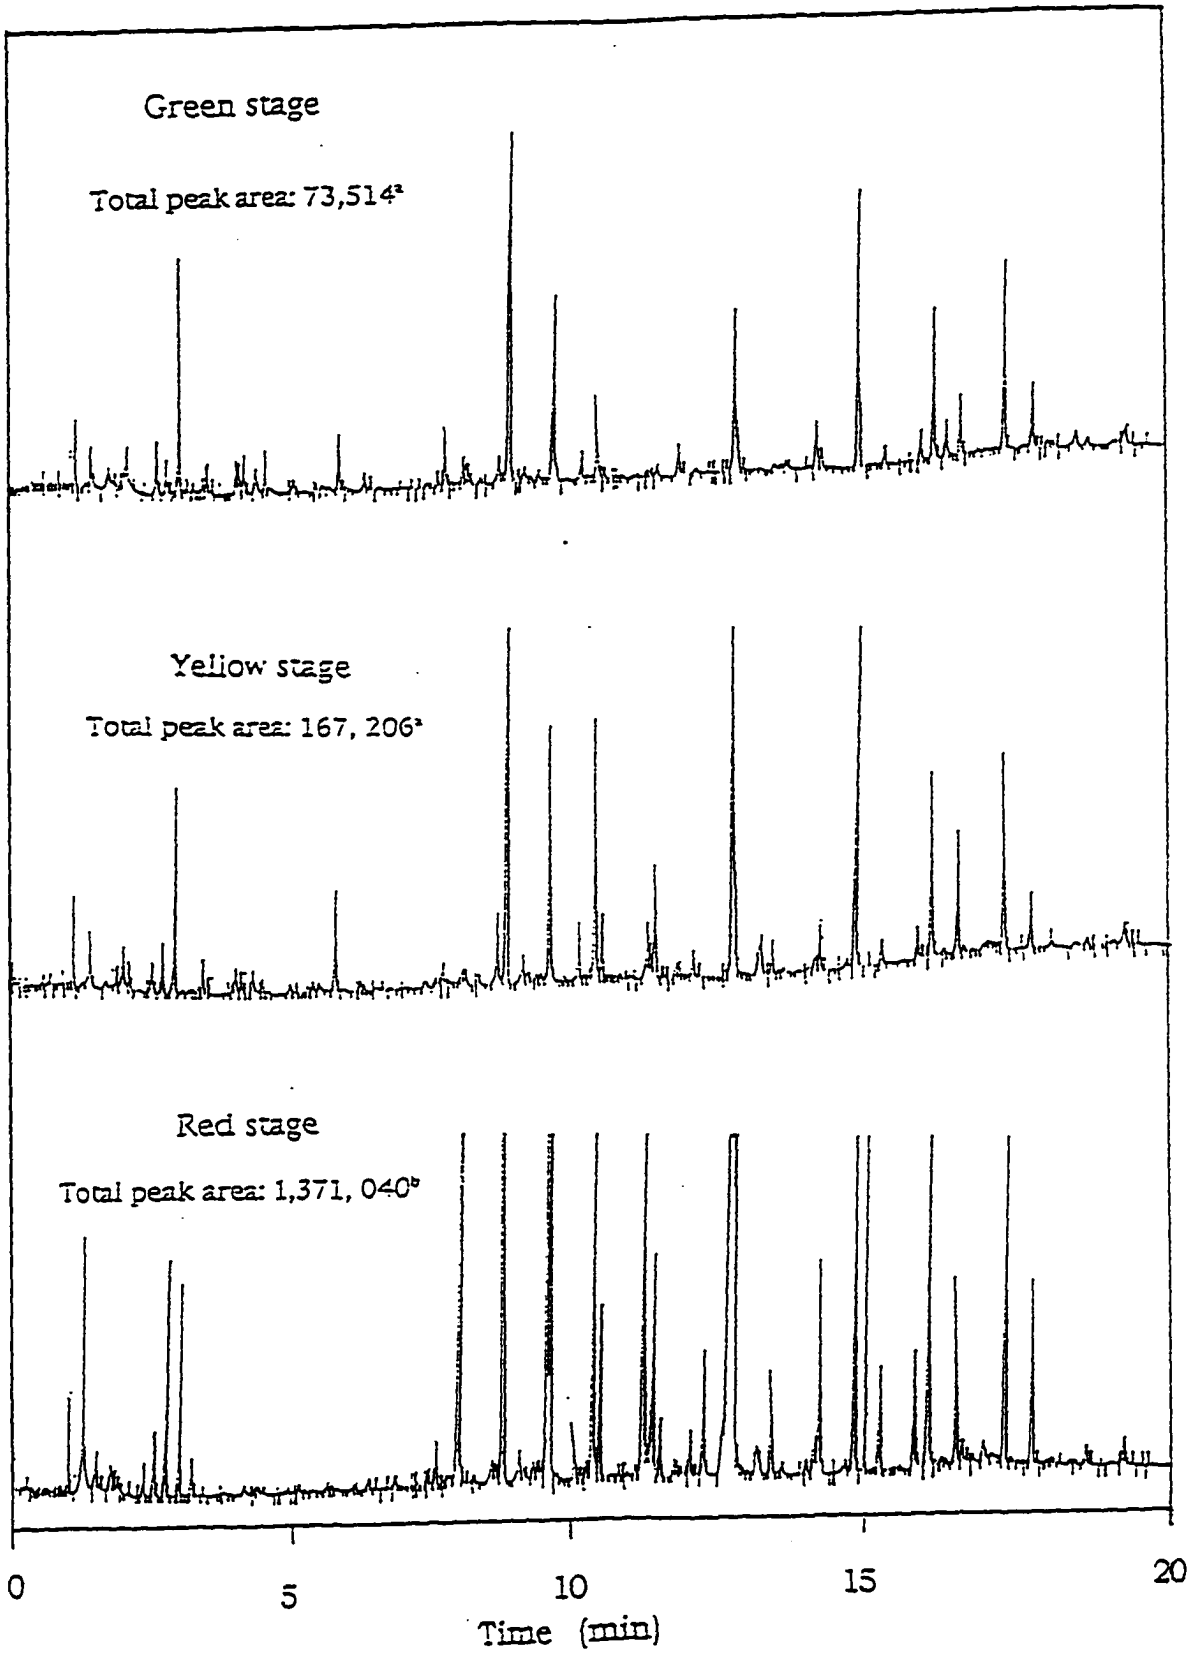 Green stage
Total peak area: 73,514ᵃ
Yellow stage
Total peak area: 167, 206ᵃ
Red stage
Total peak area: 1,371, 040ᵇ
0 5 10 15 20
Time (min)